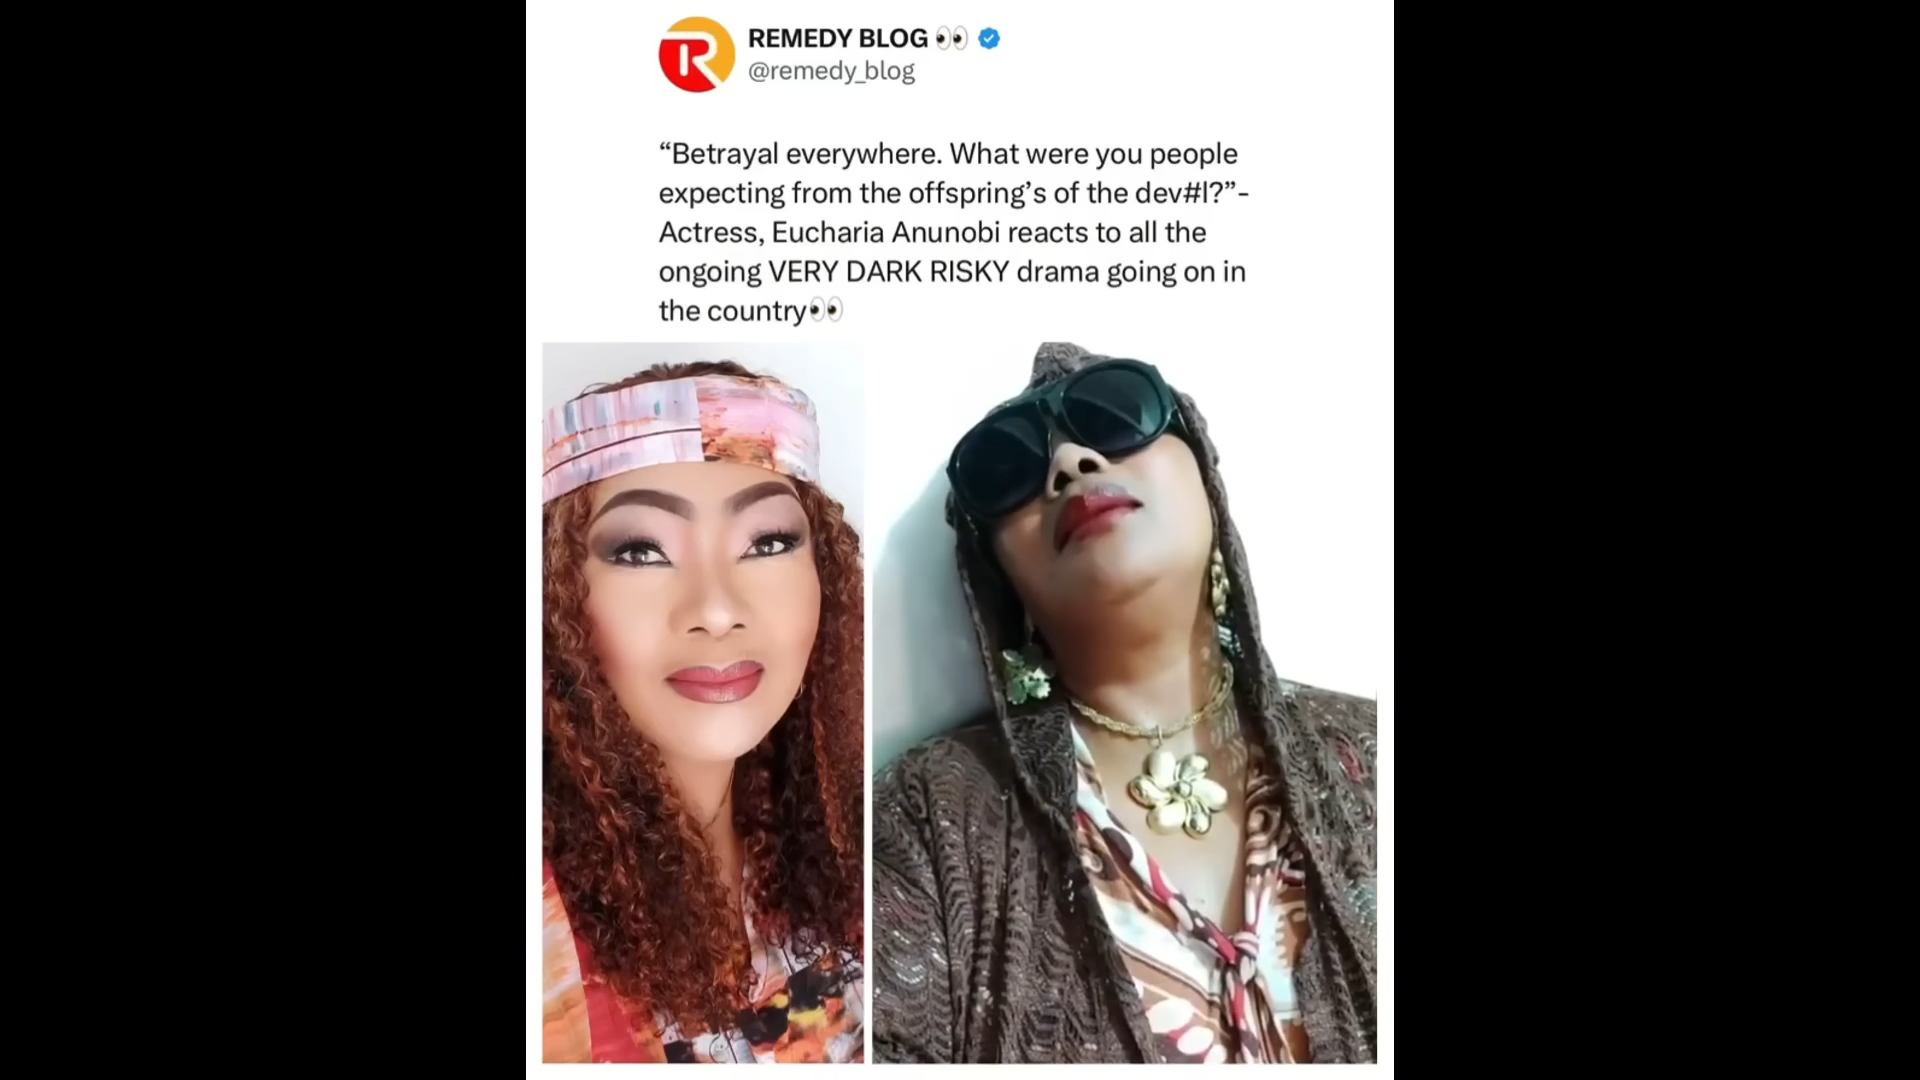 REMEDY BLOG 👀
@remedy_blog
“Betrayal everywhere. What were you people
expecting from the offspring’s of the dev#l?”-
Actress, Eucharia Anunobi reacts to all the
ongoing VERY DARK RISKY drama going on in
the country👀